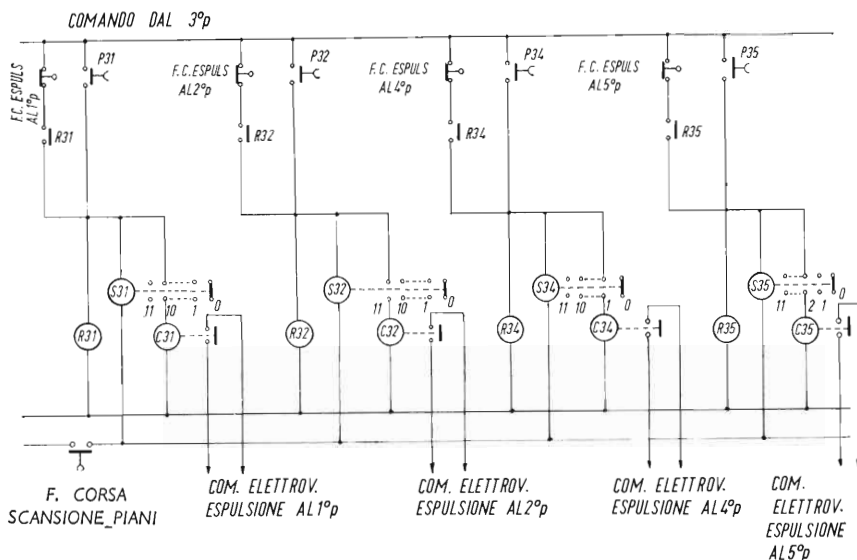 COMANDO DAL 3°p
F.C. ESPULS
AL 1°p
P31
F.C. ESPULS
AL 2°p
P32
F.C. ESPULS
AL 4°p
P34
F.C. ESPULS
AL 5°p
P35
R31
R32
R34
R35
S31
11 10 1 0
S32
11 10 1 0
S34
11 10 1 0
S35
11 2 1 0
R31
C31
R32
C32
R34
C34
R35
C35
F. CORSA
SCANSIONE_PIANI
COM. ELETTROV.
ESPULSIONE AL 1°p
COM. ELETTROV.
ESPULSIONE AL 2°p
COM. ELETTROV.
ESPULSIONE AL 4°p
COM.
ELETTROV.
ESPULSIONE
AL 5°p